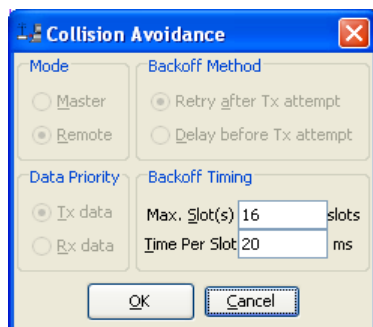 Collision Avoidance
Mode
Master
Remote
Backoff Method
Retry after Tx attempt
Delay before Tx attempt
Data Priority
Tx data
Rx data
Backoff Timing
Max. Slot(s) 16 slots
Time Per Slot 20 ms
OK Cancel